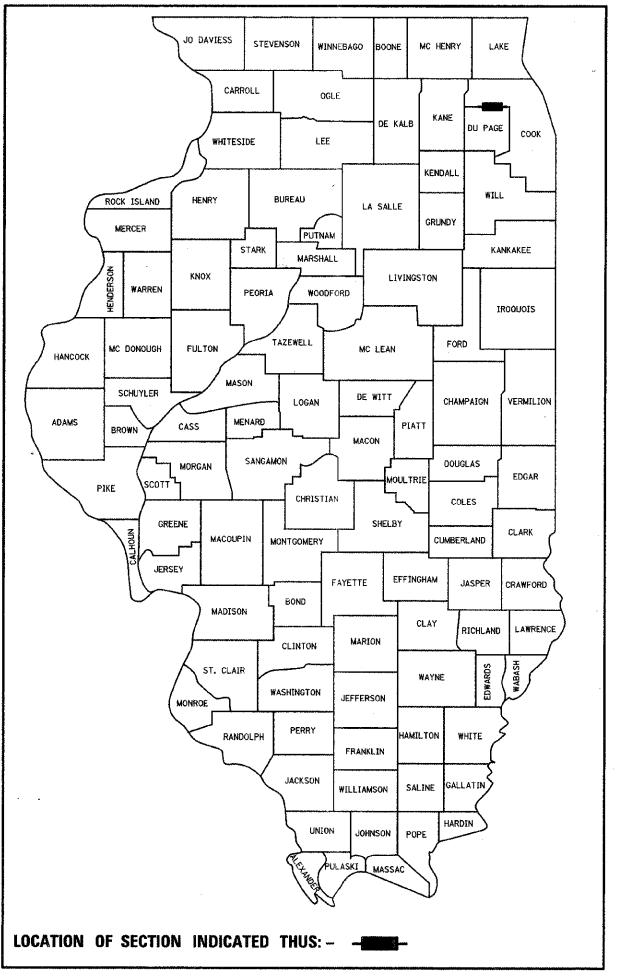 JO DAVIESS STEVENSON WINNEBAGO BOONE MC HENRY LAKE
CARROLL OGLE DE KALB KANE DU PAGE COOK
WHITESIDE LEE
KENDALL WILL
ROCK ISLAND HENRY BUREAU LA SALLE GRUNDY
MERCER PUTNAM
STARK MARSHALL KANKAKEE
HENDERSON WARREN KNOX PEORIA WOODFORD LIVINGSTON IROQUOIS
HANCOCK MC DONOUGH FULTON TAZEWELL MC LEAN FORD
SCHUYLER MASON LOGAN DE WITT CHAMPAIGN VERMILION
ADAMS BROWN CASS MENARD MACON PIATT
PIKE SCOTT MORGAN SANGAMON MOULTRIE DOUGLAS EDGAR
CHRISTIAN COLES
CALHOUN GREENE MACOUPIN MONTGOMERY SHELBY CUMBERLAND CLARK
JERSEY FAYETTE EFFINGHAM JASPER CRAWFORD
MADISON BOND CLAY RICHLAND LAWRENCE
CLINTON MARION
ST. CLAIR WASHINGTON JEFFERSON WAYNE EDWARDS WABASH
MONROE
RANDOLPH PERRY FRANKLIN HAMILTON WHITE
JACKSON WILLIAMSON SALINE GALLATIN
UNION JOHNSON POPE HARDIN
ALEXANDER PULASKI MASSAC
LOCATION OF SECTION INDICATED THUS: –